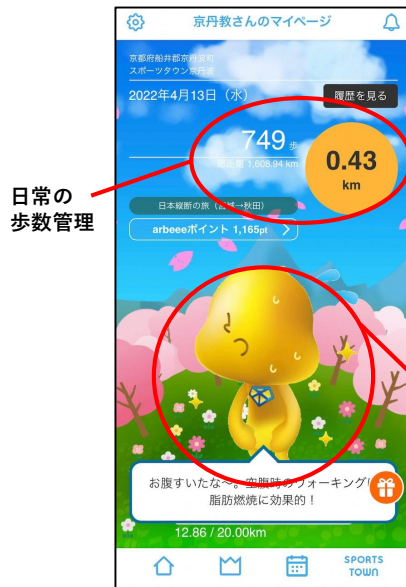 京丹教さんのマイページ
京都府船井郡京丹波町
スポーツタウン京丹波
2022年4月13日（水）
履歴を見る
749 歩
総距離 1,608.94 km
0.43
km
日常の
歩数管理
日本縦断の旅（宮城→秋田）
arbeeeポイント 1,165pt
お腹すいたな〜。空腹時のウォーキングは
脂肪燃焼に効果的！
12.86 / 20.00km
SPORTS
TOWN